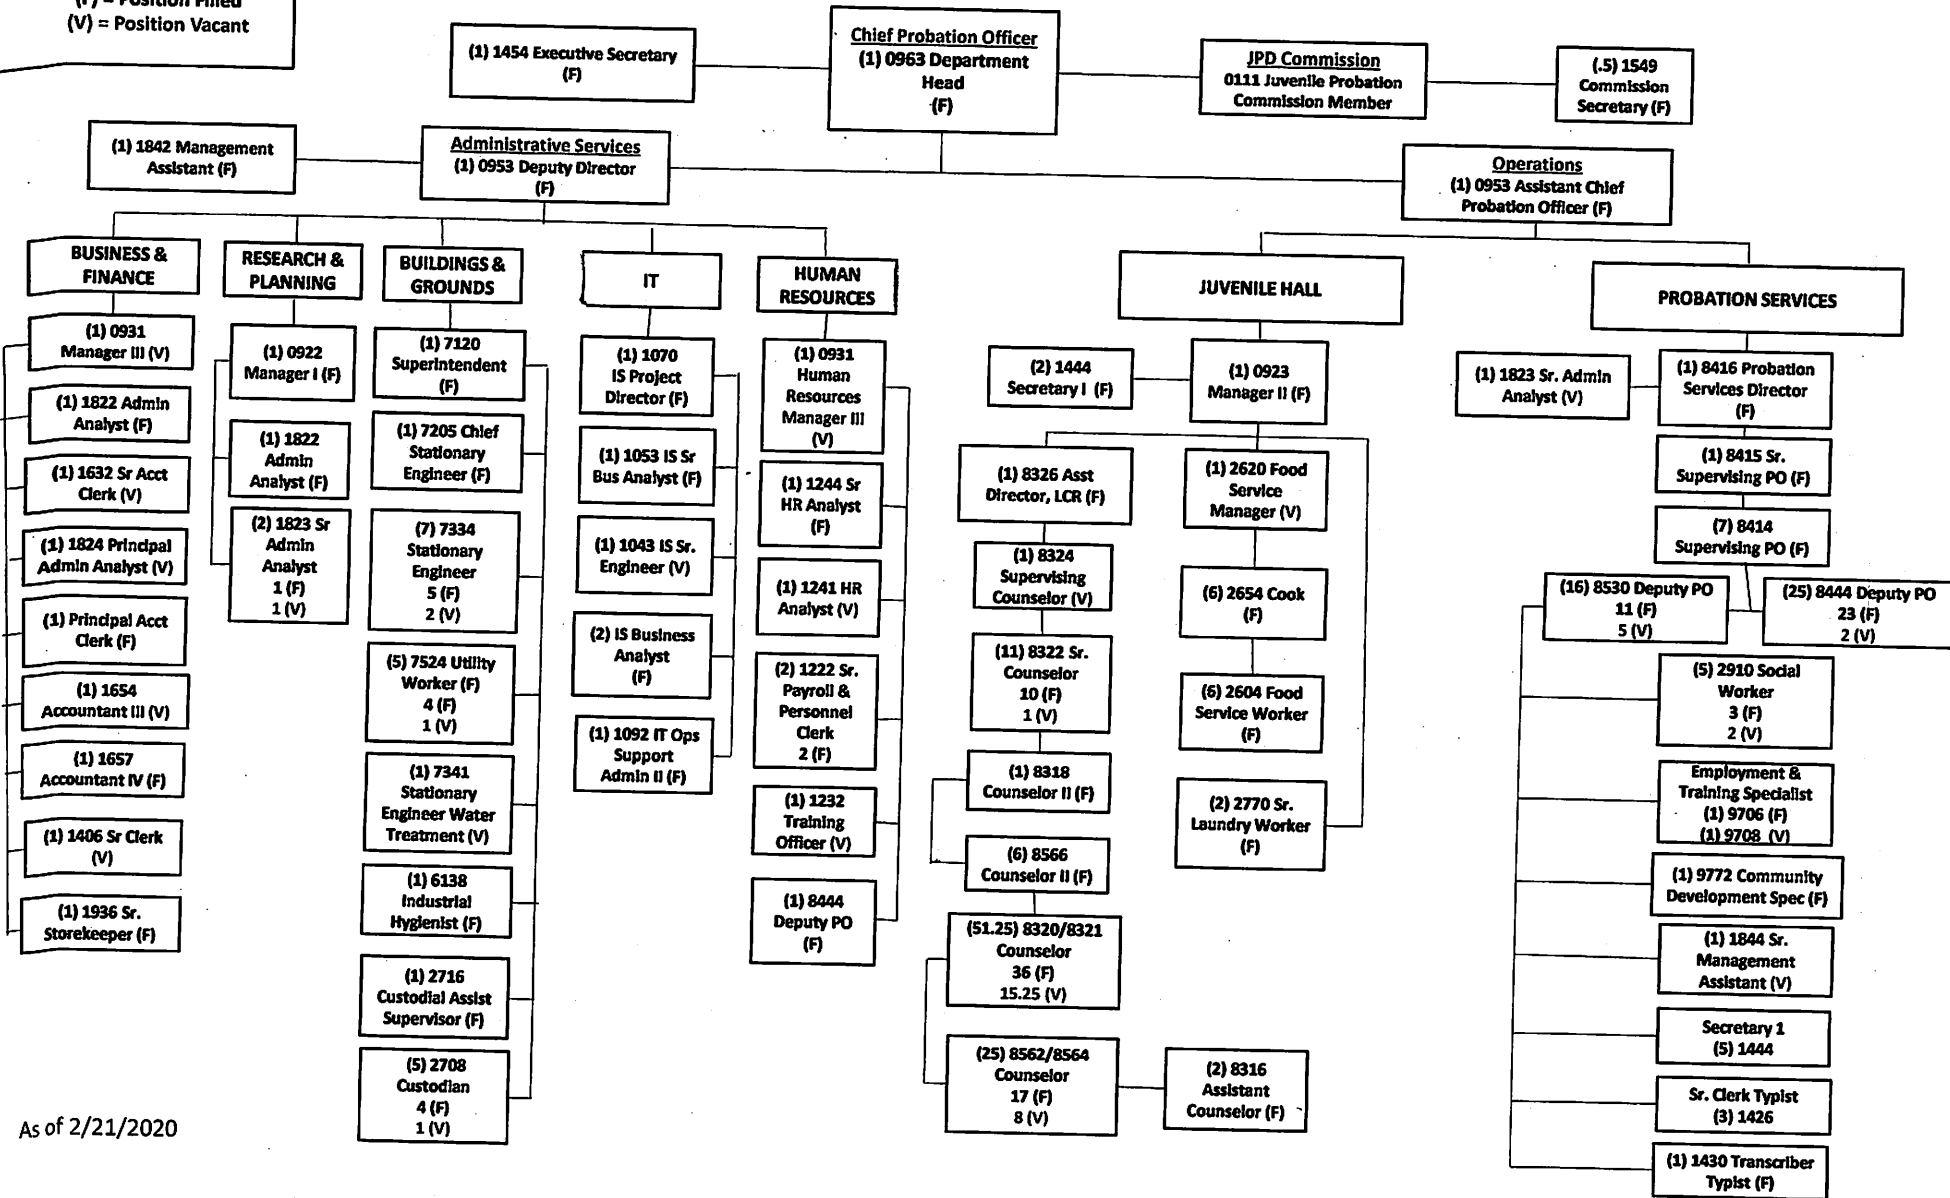 (F) = Position Filled
(V) = Position Vacant
(1) 1454 Executive Secretary
(F)
Chief Probation Officer
(1) 0963 Department
Head
(F)
JPD Commission
0111 Juvenile Probation
Commission Member
(.5) 1549
Commission
Secretary (F)
(1) 1842 Management
Assistant (F)
Administrative Services
(1) 0953 Deputy Director
(F)
Operations
(1) 0953 Assistant Chief
Probation Officer (F)
BUSINESS &
FINANCE
(1) 0931
Manager III (V)
(1) 1822 Admin
Analyst (F)
(1) 1632 Sr Acct
Clerk (V)
(1) 1824 Principal
Admin Analyst (V)
(1) Principal Acct
Clerk (F)
(1) 1654
Accountant III (V)
(1) 1657
Accountant IV (F)
(1) 1406 Sr Clerk
(V)
(1) 1936 Sr.
Storekeeper (F)
RESEARCH &
PLANNING
(1) 0922
Manager I (F)
(1) 1822
Admin
Analyst (F)
(2) 1823 Sr
Admin
Analyst
1 (F)
1 (V)
BUILDINGS &
GROUNDS
(1) 7120
Superintendent
(F)
(1) 7205 Chief
Stationary
Engineer (F)
(7) 7334
Stationary
Engineer
5 (F)
2 (V)
(5) 7524 Utility
Worker (F)
4 (F)
1 (V)
(1) 7341
Stationary
Engineer Water
Treatment (V)
(1) 6138
Industrial
Hygienist (F)
(1) 2716
Custodial Assist
Supervisor (F)
(5) 2708
Custodian
4 (F)
1 (V)
IT
(1) 1070
IS Project
Director (F)
(1) 1053 IS Sr
Bus Analyst (F)
(1) 1043 IS Sr.
Engineer (V)
(2) IS Business
Analyst
(F)
(1) 1092 IT Ops
Support
Admin II (F)
HUMAN
RESOURCES
(1) 0931
Human
Resources
Manager III
(V)
(1) 1244 Sr
HR Analyst
(F)
(1) 1241 HR
Analyst (V)
(2) 1222 Sr.
Payroll &
Personnel
Clerk
2 (F)
(1) 1232
Training
Officer (V)
(1) 8444
Deputy PO
(F)
JUVENILE HALL
(2) 1444
Secretary I (F)
(1) 0923
Manager II (F)
(1) 8326 Asst
Director, LCR (F)
(1) 8324
Supervising
Counselor (V)
(11) 8322 Sr.
Counselor
10 (F)
1 (V)
(1) 8318
Counselor II (F)
(6) 8566
Counselor II (F)
(51.25) 8320/8321
Counselor
36 (F)
15.25 (V)
(25) 8562/8564
Counselor
17 (F)
8 (V)
(2) 8316
Assistant
Counselor (F)
(1) 2620 Food
Service
Manager (V)
(6) 2654 Cook
(F)
(6) 2604 Food
Service Worker
(F)
(2) 2770 Sr.
Laundry Worker
(F)
PROBATION SERVICES
(1) 1823 Sr. Admin
Analyst (V)
(1) 8416 Probation
Services Director
(F)
(1) 8415 Sr.
Supervising PO (F)
(7) 8414
Supervising PO (F)
(16) 8530 Deputy PO
11 (F)
5 (V)
(25) 8444 Deputy PO
23 (F)
2 (V)
(5) 2910 Social
Worker
3 (F)
2 (V)
Employment &
Training Specialist
(1) 9706 (F)
(1) 9708 (V)
(1) 9772 Community
Development Spec (F)
(1) 1844 Sr.
Management
Assistant (V)
Secretary 1
(5) 1444
Sr. Clerk Typist
(3) 1426
(1) 1430 Transcriber
Typist (F)
As of 2/21/2020